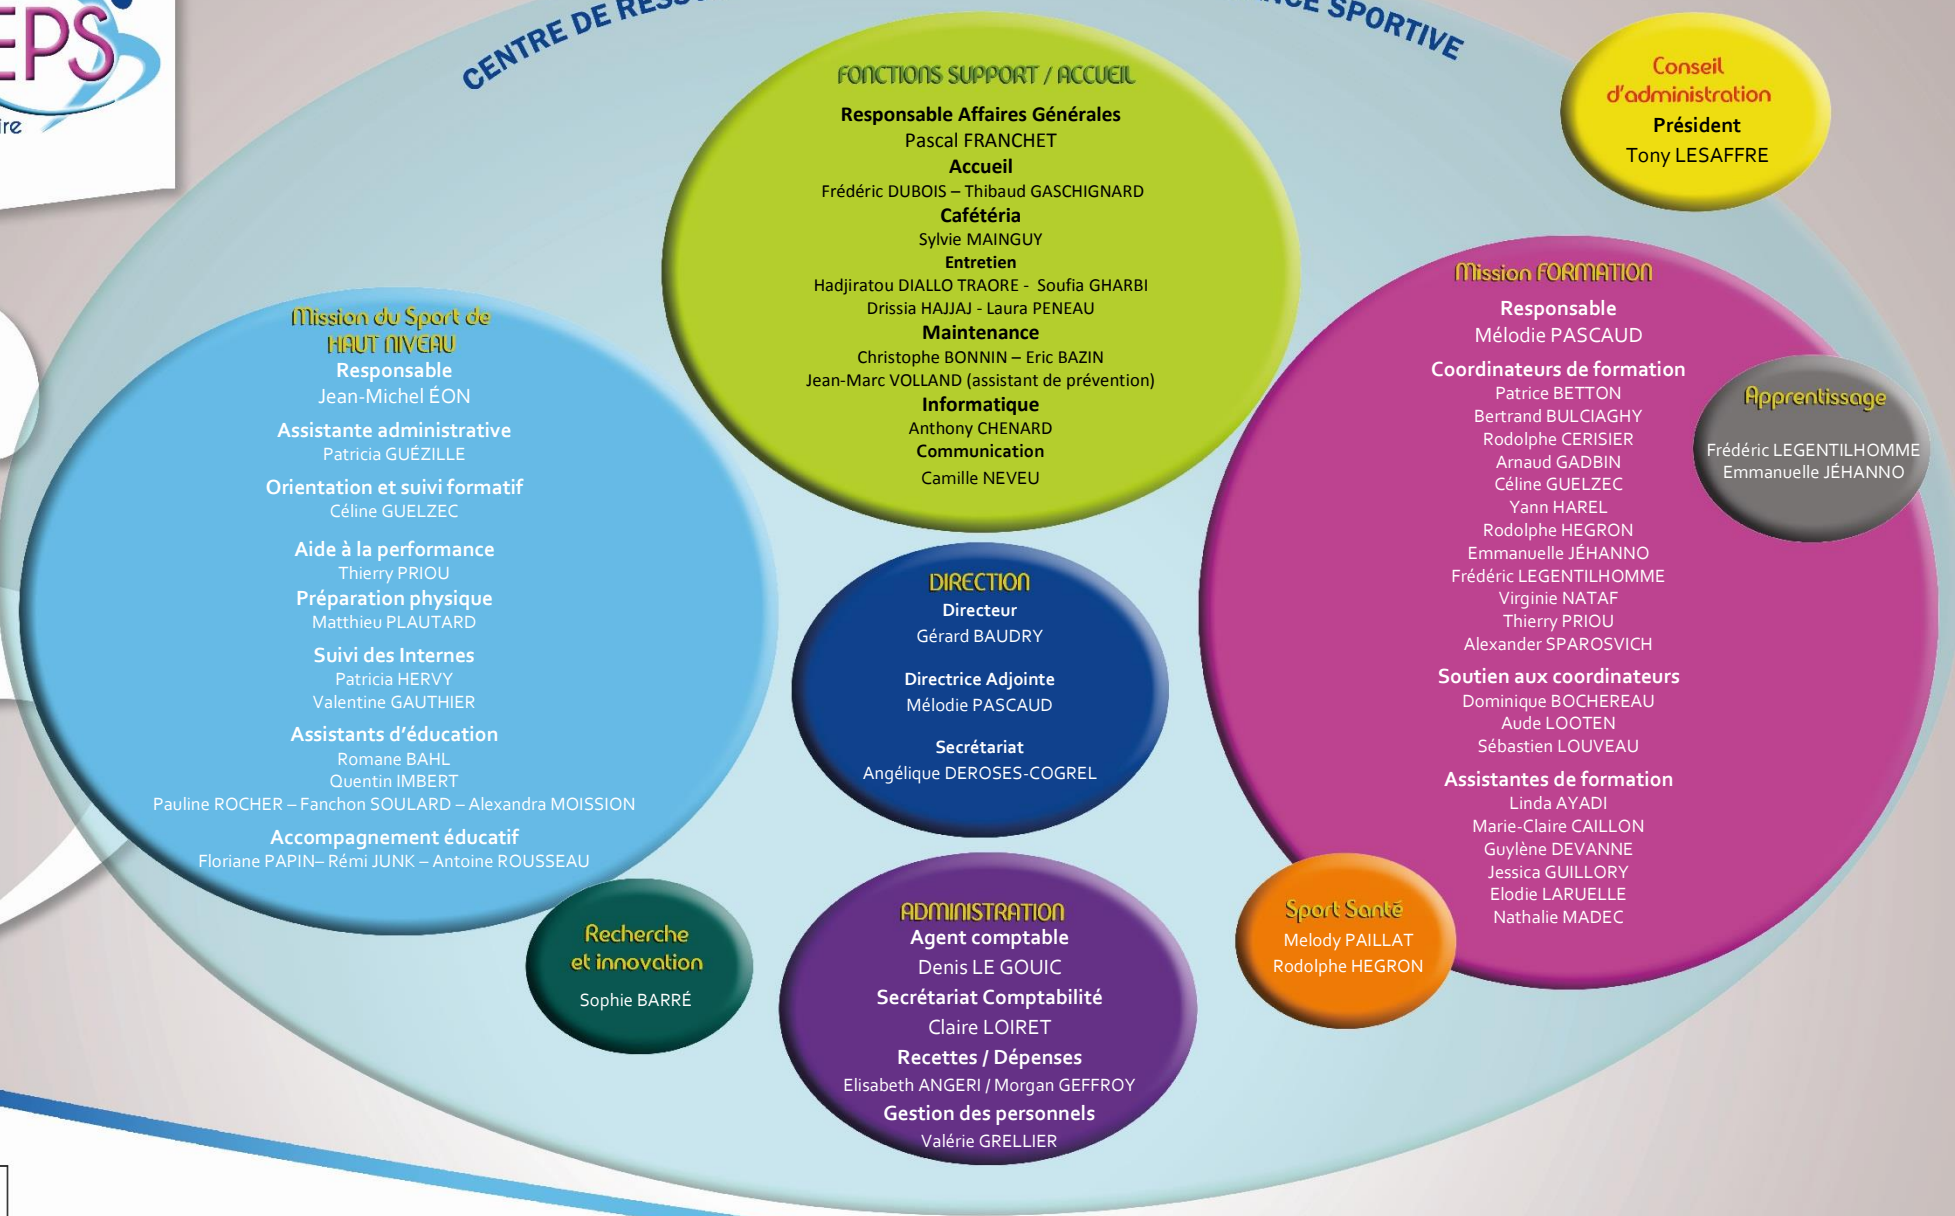 EPS
ire
CENTRE DE
SPORTIVE
FONCTIONS SUPPORT / ACCUEIL
Responsable Affaires Générales
Pascal FRANCHET
Accueil
Frédéric DUBOIS – Thibaud GASCHIGNARD
Cafétéria
Sylvie MAINGUY
Entretien
Hadjiratou DIALLO TRAORE - Soufia GHARBI
Drissia HAJJAJ - Laura PENEAU
Maintenance
Christophe BONNIN – Eric BAZIN
Jean-Marc VOLLAND (assistant de prévention)
Informatique
Anthony CHENARD
Communication
Camille NEVEU
Conseil
d'administration
Président
Tony LESAFFRE
Mission du Sport de
HAUT NIVEAU
Responsable
Jean-Michel ÉON
Assistante administrative
Patricia GUÉZILLE
Orientation et suivi formatif
Céline GUELZEC
Aide à la performance
Thierry PRIOU
Préparation physique
Matthieu PLAUTARD
Suivi des Internes
Patricia HERVY
Valentine GAUTHIER
Assistants d'éducation
Romane BAHL
Quentin IMBERT
Pauline ROCHER – Fanchon SOULARD – Alexandra MOISSION
Accompagnement éducatif
Floriane PAPIN– Rémi JUNK – Antoine ROUSSEAU
DIRECTION
Directeur
Gérard BAUDRY
Directrice Adjointe
Mélodie PASCAUD
Secrétariat
Angélique DEROSES-COGREL
Mission FORMATION
Responsable
Mélodie PASCAUD
Coordinateurs de formation
Patrice BETTON
Bertrand BULCIAGHY
Rodolphe CERISIER
Arnaud GADBIN
Céline GUELZEC
Yann HAREL
Rodolphe HEGRON
Emmanuelle JÉHANNO
Frédéric LEGENTILHOMME
Virginie NATAF
Thierry PRIOU
Alexander SPAROSVICH
Soutien aux coordinateurs
Dominique BOCHEREAU
Aude LOOTEN
Sébastien LOUVEAU
Assistantes de formation
Linda AYADI
Marie-Claire CAILLON
Guylène DEVANNE
Jessica GUILLORY
Elodie LARUELLE
Nathalie MADEC
Apprentissage
Frédéric LEGENTILHOMME
Emmanuelle JÉHANNO
Recherche
et innovation
Sophie BARRÉ
ADMINISTRATION
Agent comptable
Denis LE GOUIC
Secrétariat Comptabilité
Claire LOIRET
Recettes / Dépenses
Elisabeth ANGERI / Morgan GEFFROY
Gestion des personnels
Valérie GRELLIER
Sport Santé
Melody PAILLAT
Rodolphe HEGRON